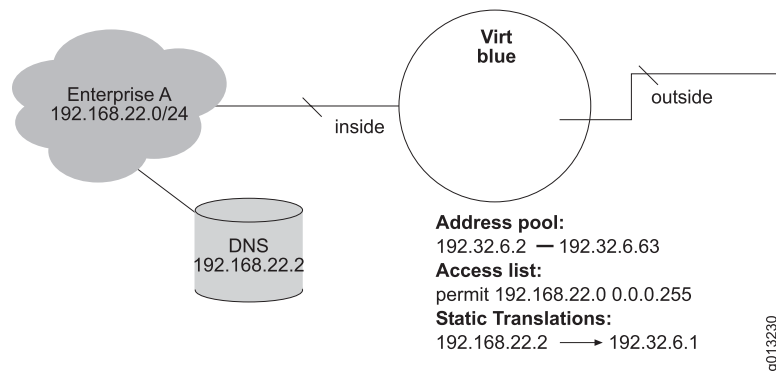 Virt
blue
Enterprise A
192.168.22.0/24
inside
outside
DNS
192.168.22.2
Address pool:
192.32.6.2 — 192.32.6.63
Access list:
permit 192.168.22.0 0.0.0.255
Static Translations:
192.168.22.2 → 192.32.6.1
g013230